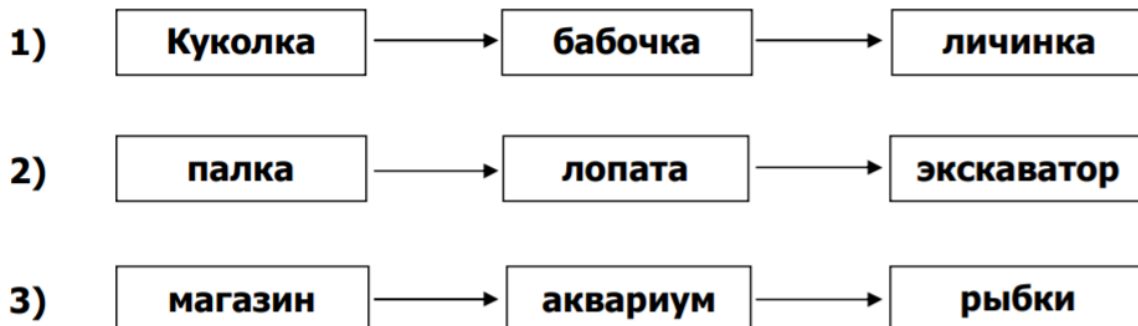 1) Куколка бабочка личинка
2) палка лопата экскаватор
3) магазин аквариум рыбки